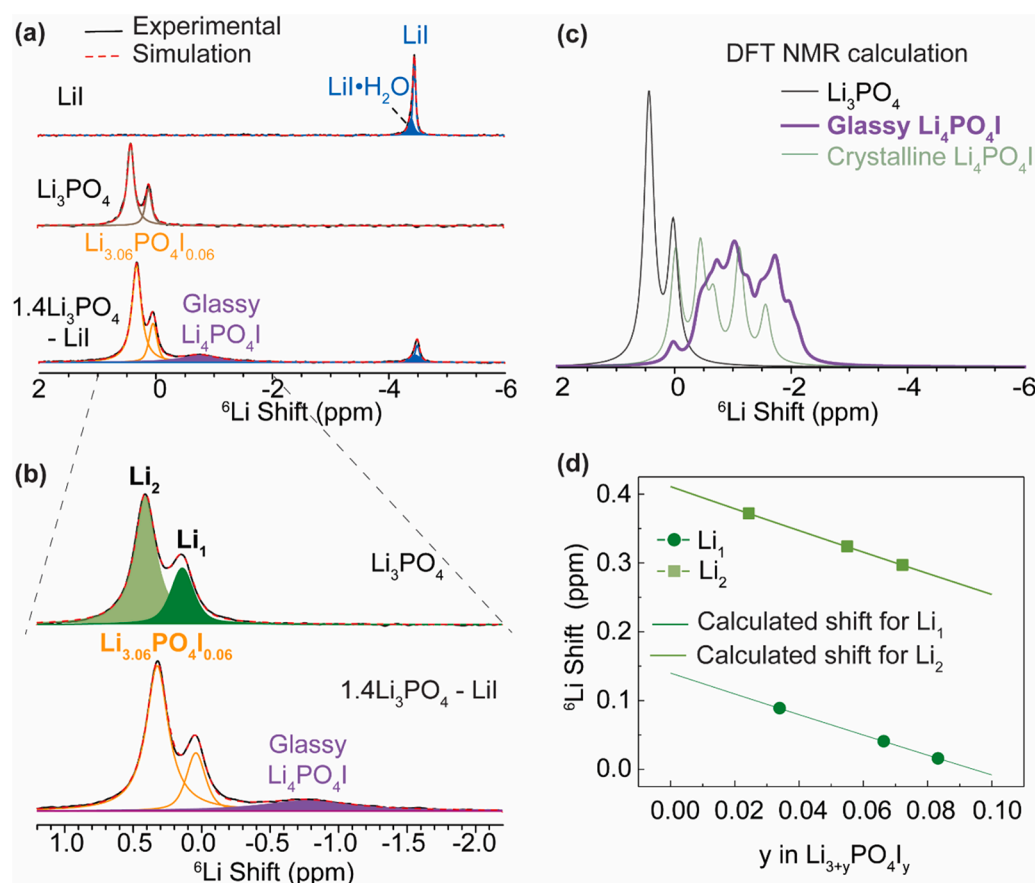 (a)
Experimental
Simulation
LiI
LiI
LiI•H₂O
Li₃PO₄
Li₃.₀₆PO₄I₀.₀₆
1.4Li₃PO₄
- LiI
Glassy
Li₄PO₄I
2 0 -2 -4 -6
⁶Li Shift (ppm)
(b)
Li₂
Li₁
Li₃PO₄
Li₃.₀₆PO₄I₀.₀₆
1.4Li₃PO₄ - LiI
Glassy
Li₄PO₄I
1.0 0.5 0.0 -0.5 -1.0 -1.5 -2.0
⁶Li Shift (ppm)
(c)
DFT NMR calculation
Li₃PO₄
Glassy Li₄PO₄I
Crystalline Li₄PO₄I
2 0 -2 -4 -6
⁶Li Shift (ppm)
(d)
⁶Li Shift (ppm)
0.4
0.3
0.2
0.1
0.0
Li₁
Li₂
Calculated shift for Li₁
Calculated shift for Li₂
0.00 0.02 0.04 0.06 0.08 0.10
y in Li₃₊ᵧPO₄Iᵧ